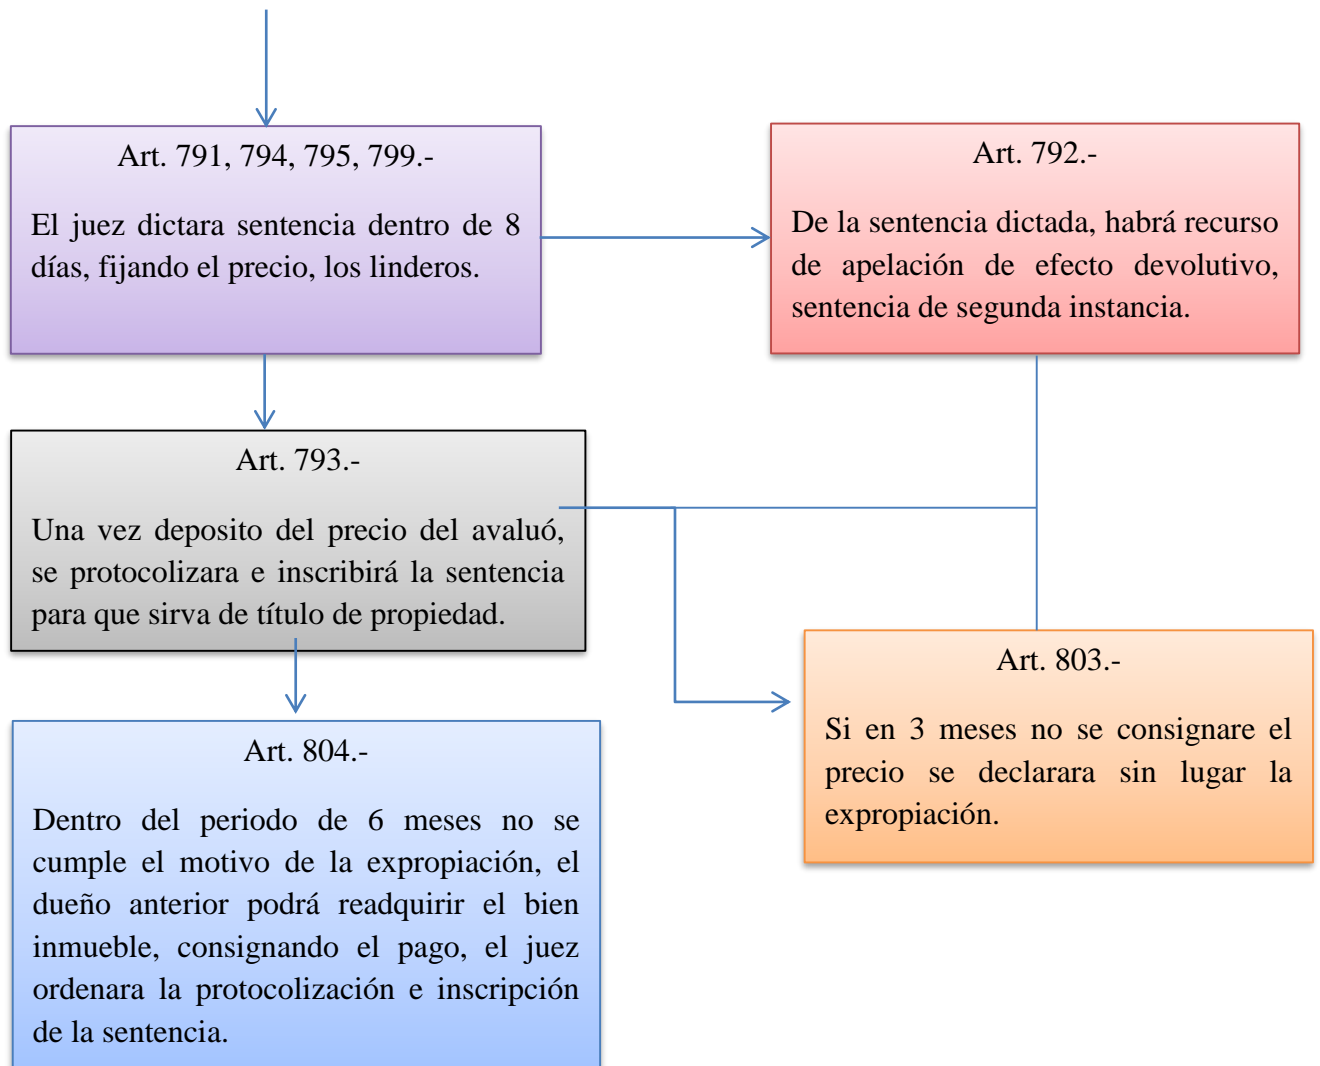 Art. 791, 794, 795, 799.-
El juez dictara sentencia dentro de 8
días, fijando el precio, los linderos.
Art. 792.-
De la sentencia dictada, habrá recurso
de apelación de efecto devolutivo,
sentencia de segunda instancia.
Art. 793.-
Una vez deposito del precio del avaluó,
se protocolizara e inscribirá la sentencia
para que sirva de título de propiedad.
Art. 803.-
Si en 3 meses no se consignare el
precio se declarara sin lugar la
expropiación.
Art. 804.-
Dentro del periodo de 6 meses no se
cumple el motivo de la expropiación, el
dueño anterior podrá readquirir el bien
inmueble, consignando el pago, el juez
ordenara la protocolización e inscripción
de la sentencia.